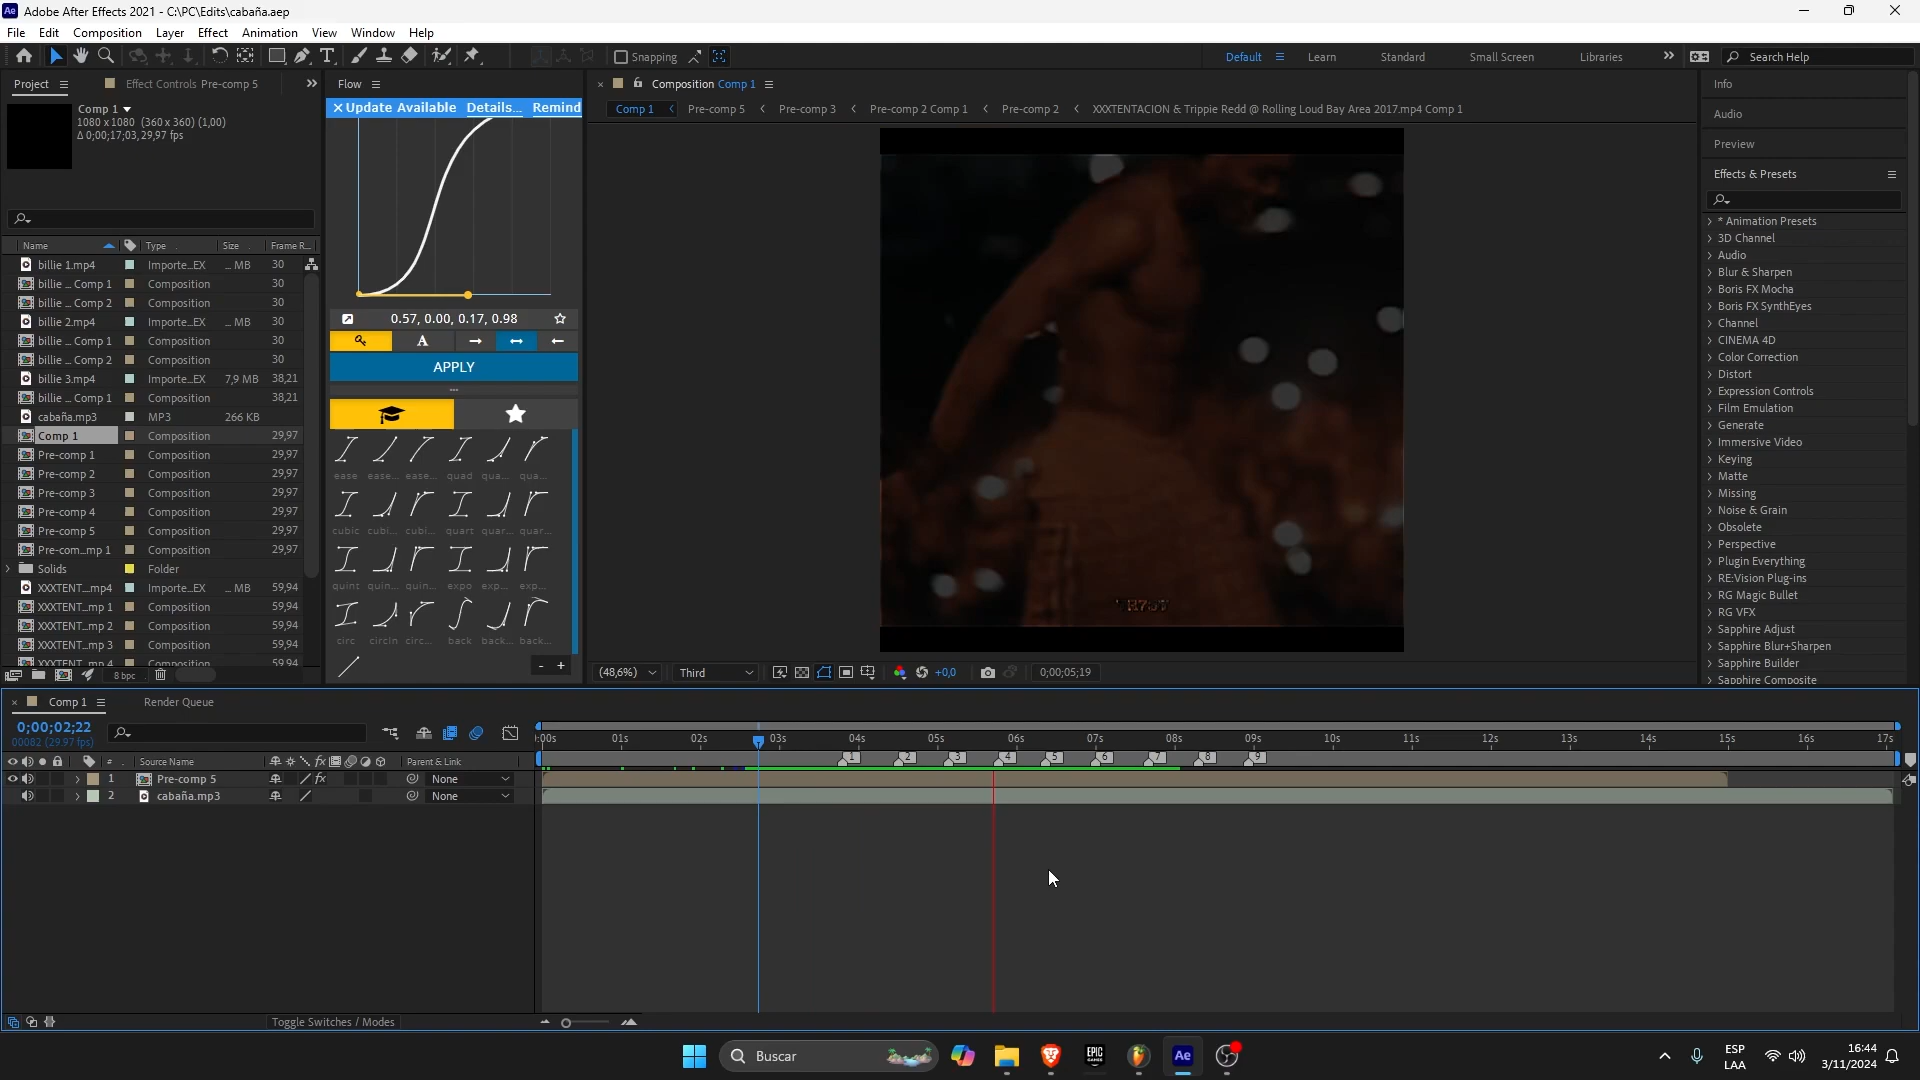 Adobe After Effects 2021 - C:\PC\Edits\cabaña.aep
File Edit Composition Layer Effect Animation View Window Help
Snapping
Default Learn Standard Small Screen Libraries Search Help
Project Effect Controls Pre-comp 5
Comp 1
1080 x1080 (360 x 360) (1,00)
Δ 0;00;17;03, 29,97 fps
Name Type Size Frame R...
billie 1.mp4 Importe...EX ... MB 30
billie ... Comp 1 Composition 30
billie ... Comp 2 Composition 30
billie 2.mp4 Importe...EX ... MB 30
billie ... Comp 1 Composition 30
billie ... Comp 2 Composition 30
billie 3.mp4 Importe...EX 7,9 MB 38,21
billie ... Comp 1 Composition 38,21
cabaña.mp3 MP3 266 KB
Comp 1 Composition 29,97
Pre-comp 1 Composition 29,97
Pre-comp 2 Composition 29,97
Pre-comp 3 Composition 29,97
Pre-comp 4 Composition 29,97
Pre-comp 5 Composition 29,97
Pre-com...mp 1 Composition 29,97
Solids Folder
XXXTENT...mp4 Importe...EX ... MB 59,94
XXXTENT...mp 1 Composition 59,94
XXXTENT...mp 2 Composition 59,94
XXXTENT...mp 3 Composition 59,94
XXXTENT...mp 4 Composition 59,94
8 bpc
Flow
Update Available Details... Remind
0.57, 0.00, 0.17, 0.98
A
APPLY
ease ease... ease... quad qua... qua...
cubic cubi... cubi... quart quar... quar...
quint quin... quin... expo exp... exp...
circ circIn circ... back back... back...
- +
Composition Comp 1
Comp 1 Pre-comp 5 Pre-comp 3 Pre-comp 2 Comp 1 Pre-comp 2 XXXTENTACION & Trippie Redd @ Rolling Loud Bay Area 2017.mp4 Comp 1
(48,6%) Third +0,0 0;00;05;19
Info
Audio
Preview
Effects & Presets
* Animation Presets
3D Channel
Audio
Blur & Sharpen
Boris FX Mocha
Boris FX SynthEyes
Channel
CINEMA 4D
Color Correction
Distort
Expression Controls
Film Emulation
Generate
Immersive Video
Keying
Matte
Missing
Noise & Grain
Obsolete
Perspective
Plugin Everything
RE:Vision Plug-ins
RG Magic Bullet
RG VFX
Sapphire Adjust
Sapphire Blur+Sharpen
Sapphire Builder
Sapphire Composite
Comp 1 Render Queue
0;00;02;22
00082 (29.97 fps)
:00s 01s 02s 03s 04s 05s 06s 07s 08s 09s 10s 11s 12s 13s 14s 15s 16s 17s
1 2 3 4 5 6 7 8 9
# Source Name fx Parent & Link
1 Pre-comp 5 fx None
2 cabaña.mp3 None
Toggle Switches / Modes
Buscar
EPIC GAMES
Ae
ESP
LAA
16:44
3/11/2024